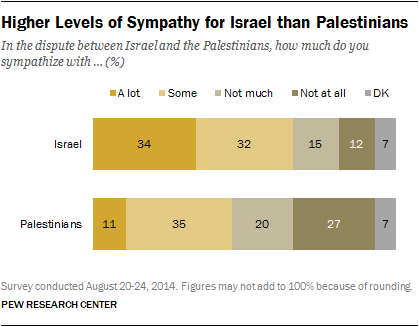 Higher Levels of Sympathy for Israel than Palestinians
In the dispute between Israel and the Palestinians, how much do you
sympathize with ... (%)
A lot Some Not much Not at all DK
Israel 34 32 15 12 7
Palestinians 11 35 20 27 7
Survey conducted August 20-24, 2014. Figures may not add to 100% because of rounding.
PEW RESEARCH CENTER